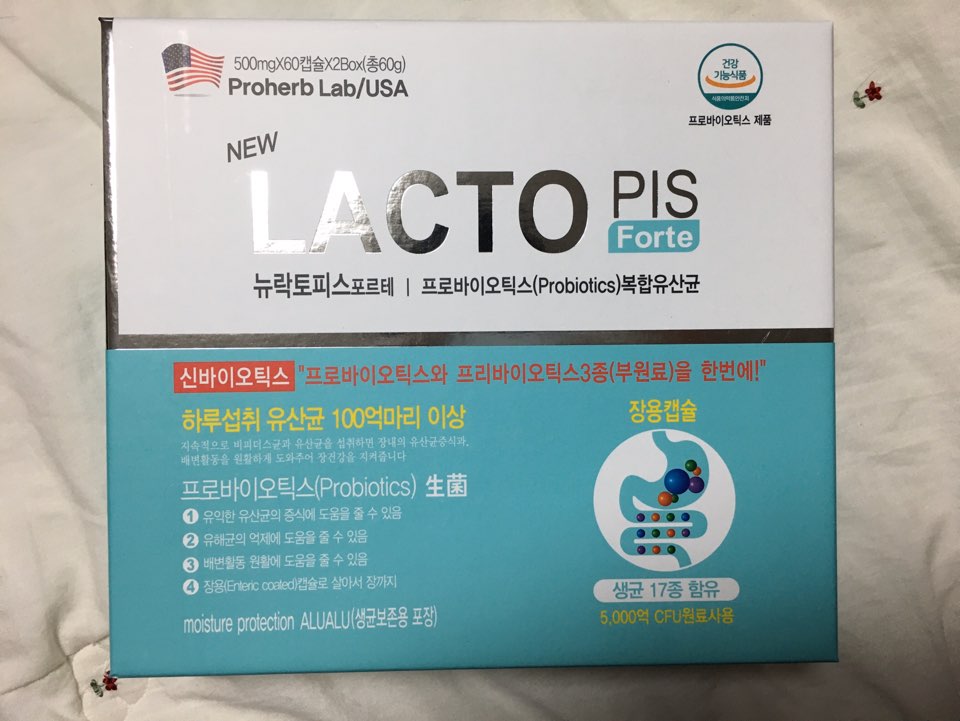 500mgX60캡슐X2Box(총60g)
Proherb Lab/USA
건강
기능식품
식품의약품안전처
프로바이오틱스 제품
NEW
LACTO PIS
Forte
뉴락토피스포르테 | 프로바이오틱스(Probiotics)복합유산균
신바이오틱스 "프로바이오틱스와 프리바이오틱스3종(부원료)을 한번에!"
하루섭취 유산균 100억마리 이상
지속적으로 비피더스균과 유산균을 섭취하면 장내의 유산균증식과,
배변활동을 원활하게 도와주어 장건강을 지켜줍니다
프로바이오틱스(Probiotics) 生菌
1 유익한 유산균의 증식에 도움을 줄 수 있음
2 유해균의 억제에 도움을 줄 수 있음
3 배변활동 원활에 도움을 줄 수 있음
4 장용(Enteric coated)캡슐로 살아서 장까지
moisture protection ALUALU(생균보존용 포장)
장용캡슐
생균 17종 함유
5,000억 CFU원료사용